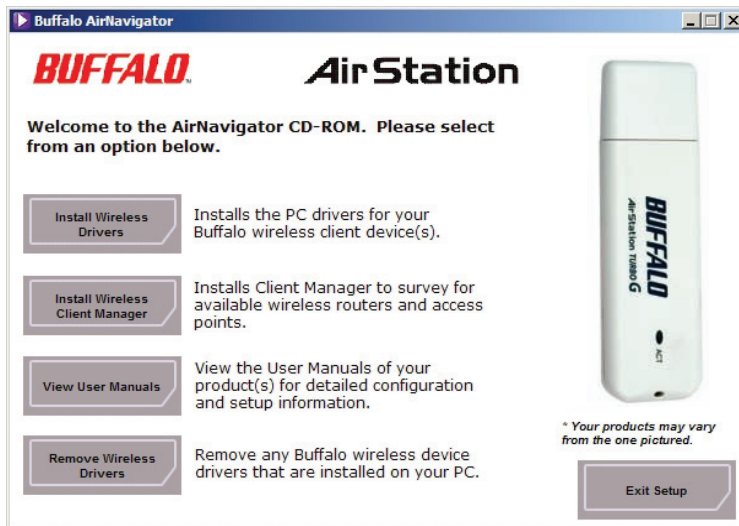 Buffalo AirNavigator
BUFFALO
AirStation
Welcome to the AirNavigator CD-ROM. Please select
from an option below.
Install Wireless
Drivers
Installs the PC drivers for your
Buffalo wireless client device(s).
Install Wireless
Client Manager
Installs Client Manager to survey for
available wireless routers and access
points.
View User Manuals
View the User Manuals of your
product(s) for detailed configuration
and setup information.
Remove Wireless
Drivers
Remove any Buffalo wireless device
drivers that are installed on your PC.
BUFFALO
AirStation TURBO G
ACT
* Your products may vary
from the one pictured.
Exit Setup